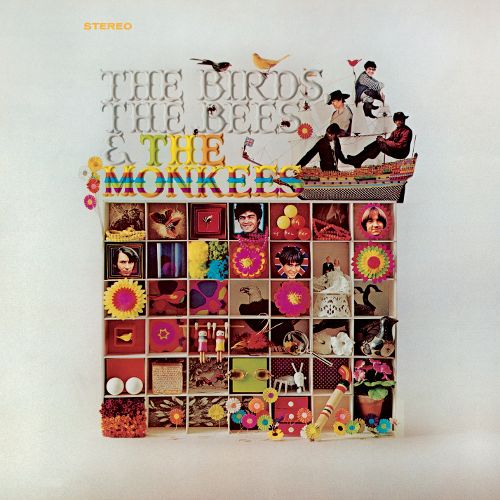 STEREO
THE BIRDS,
THE BEES
& THE
MONKEES